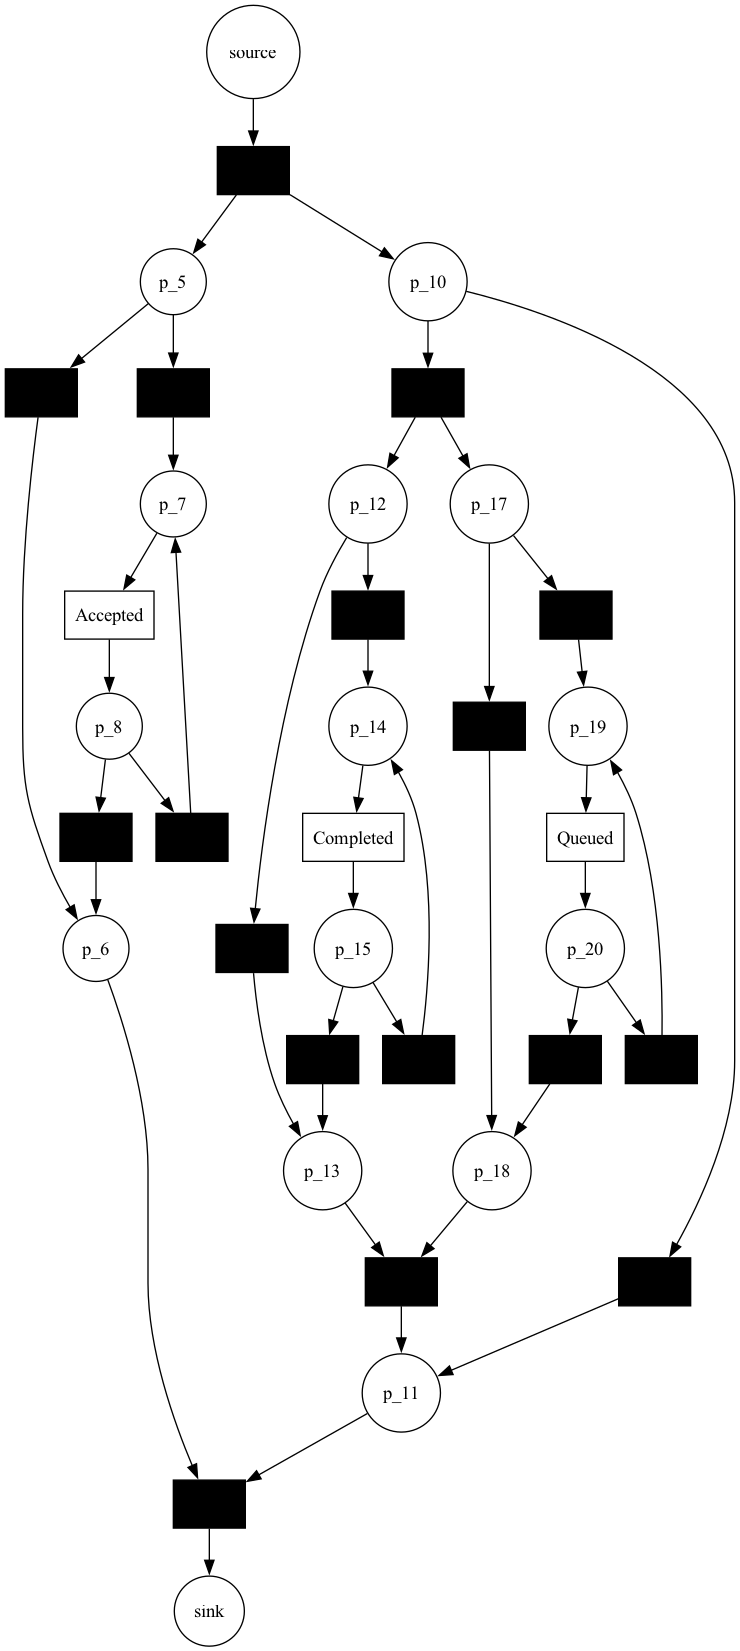 source
p_5
p_10
p_7
p_12
p_17
Accepted
p_8
p_14
p_19
Completed
Queued
p_6
p_15
p_20
p_13
p_18
p_11
sink